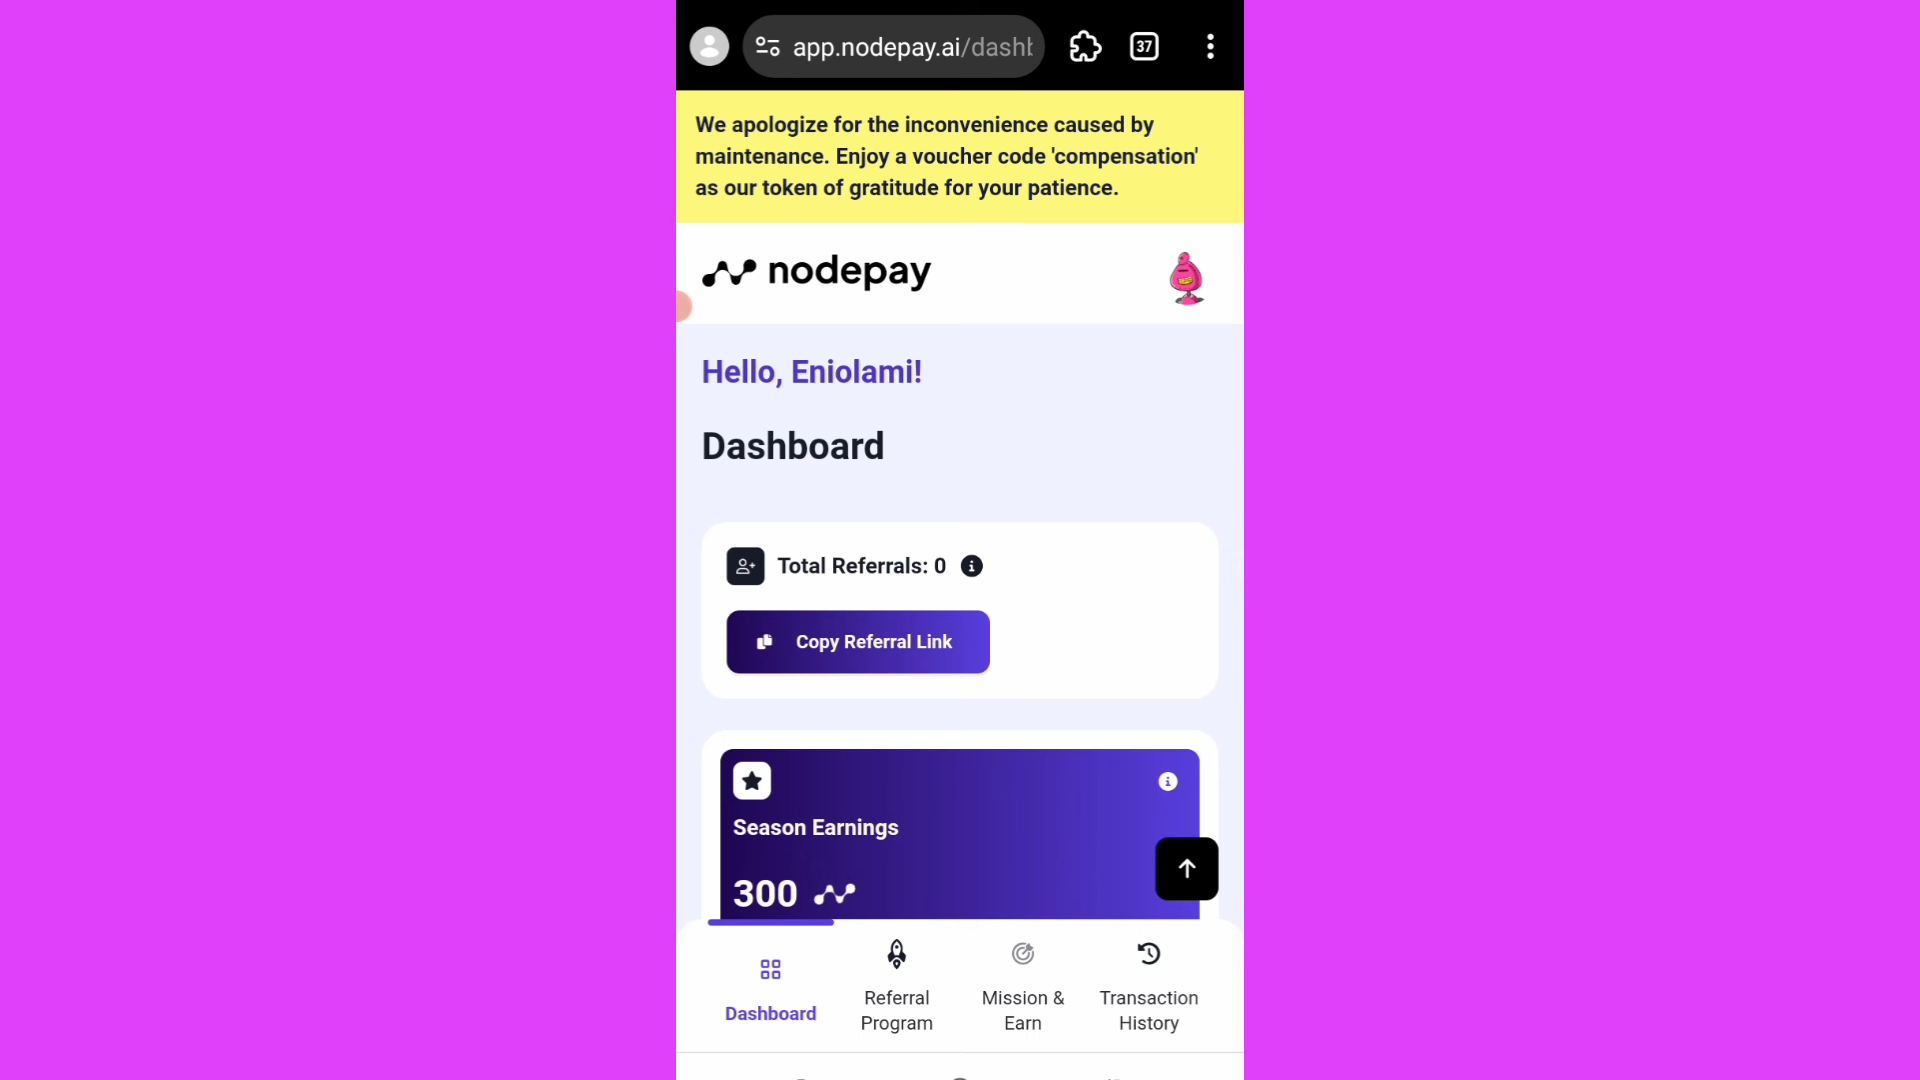 app.nodepay.ai/dashb
37
We apologize for the inconvenience caused by
maintenance. Enjoy a voucher code 'compensation'
as our token of gratitude for your patience.
nodepay
Hello, Eniolami!
Dashboard
Total Referrals: 0
Copy Referral Link
Season Earnings
300
Dashboard
Referral
Program
Mission &
Earn
Transaction
History